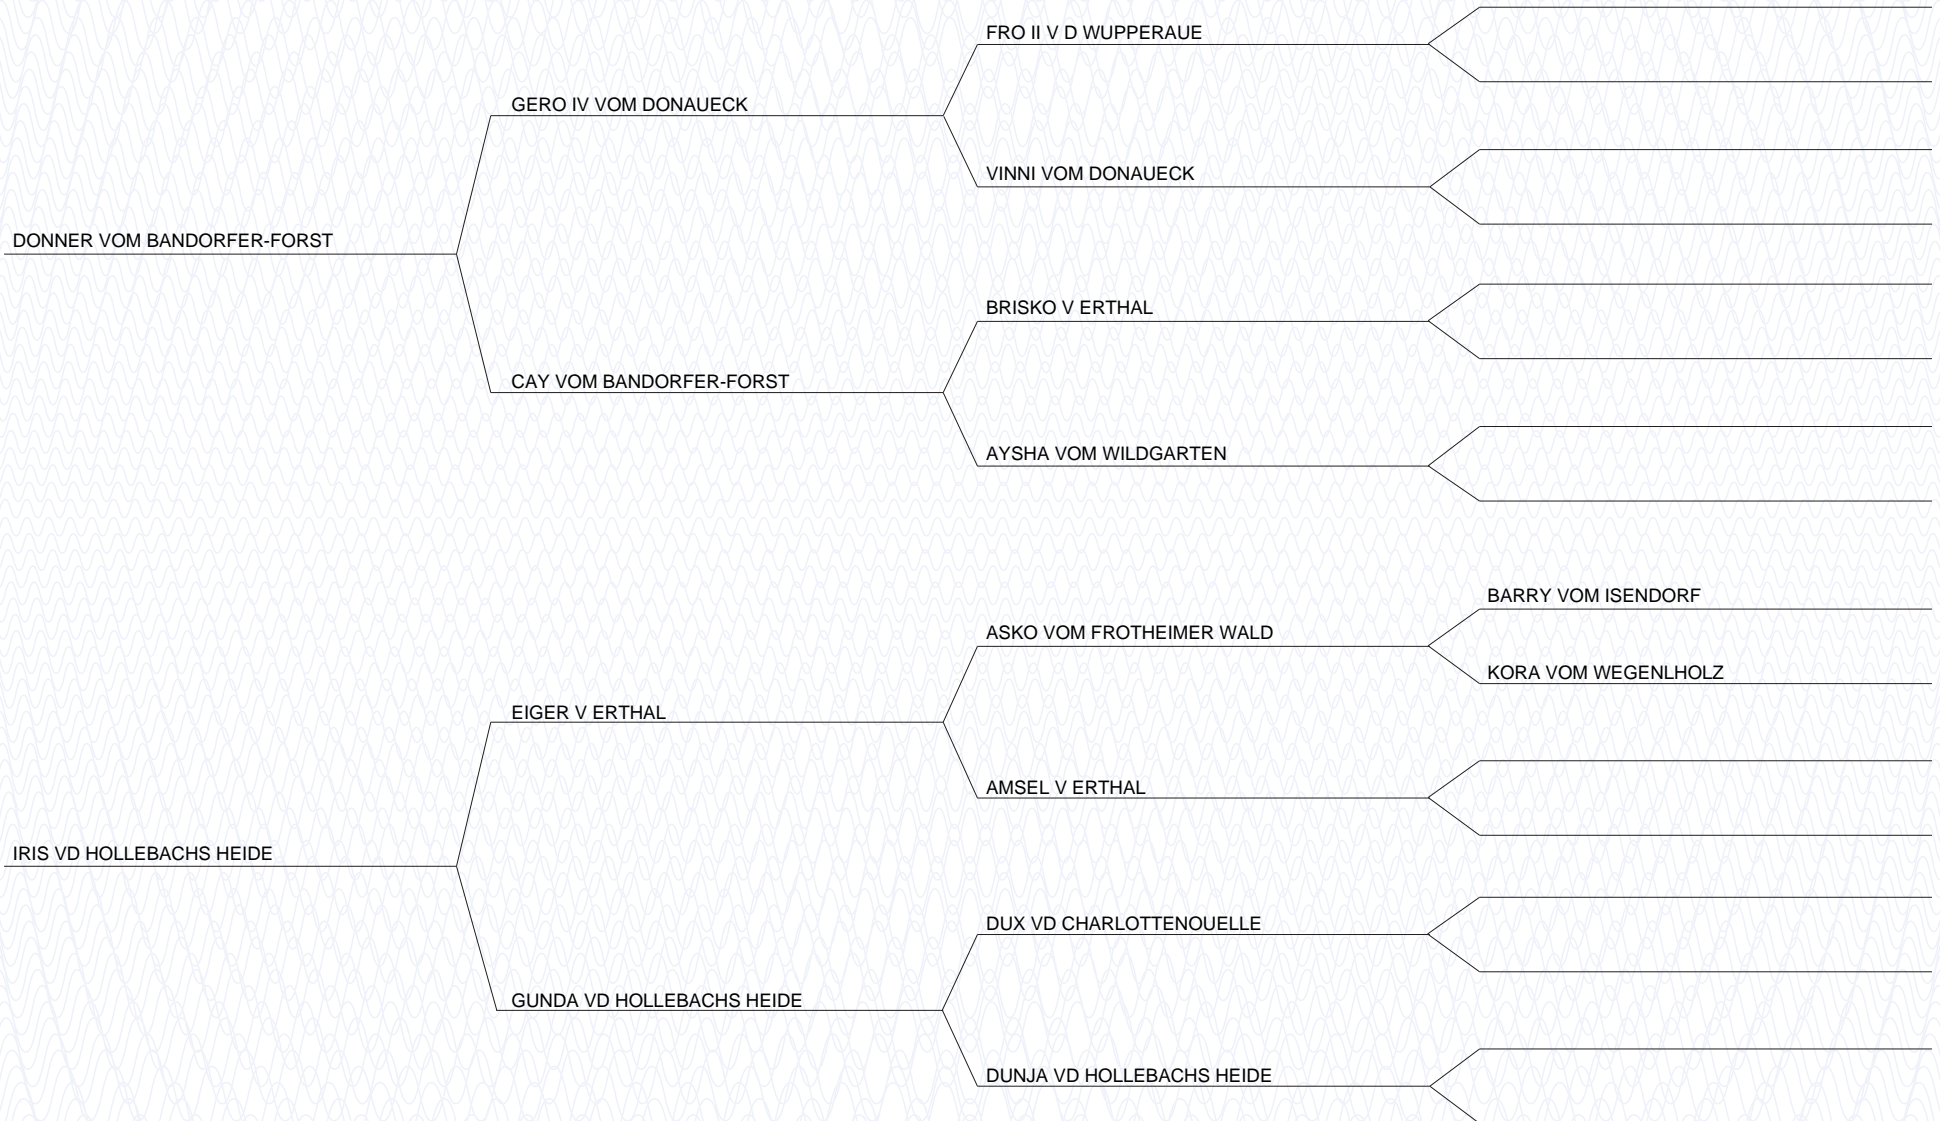 FRO II V D WUPPERAUE
GERO IV VOM DONAUECK
VINNI VOM DONAUECK
DONNER VOM BANDORFER-FORST
BRISKO V ERTHAL
CAY VOM BANDORFER-FORST
AYSHA VOM WILDGARTEN
BARRY VOM ISENDORF
ASKO VOM FROTHEIMER WALD
KORA VOM WEGENLHOLZ
EIGER V ERTHAL
AMSEL V ERTHAL
IRIS VD HOLLEBACHS HEIDE
DUX VD CHARLOTTENOUELLE
GUNDA VD HOLLEBACHS HEIDE
DUNJA VD HOLLEBACHS HEIDE